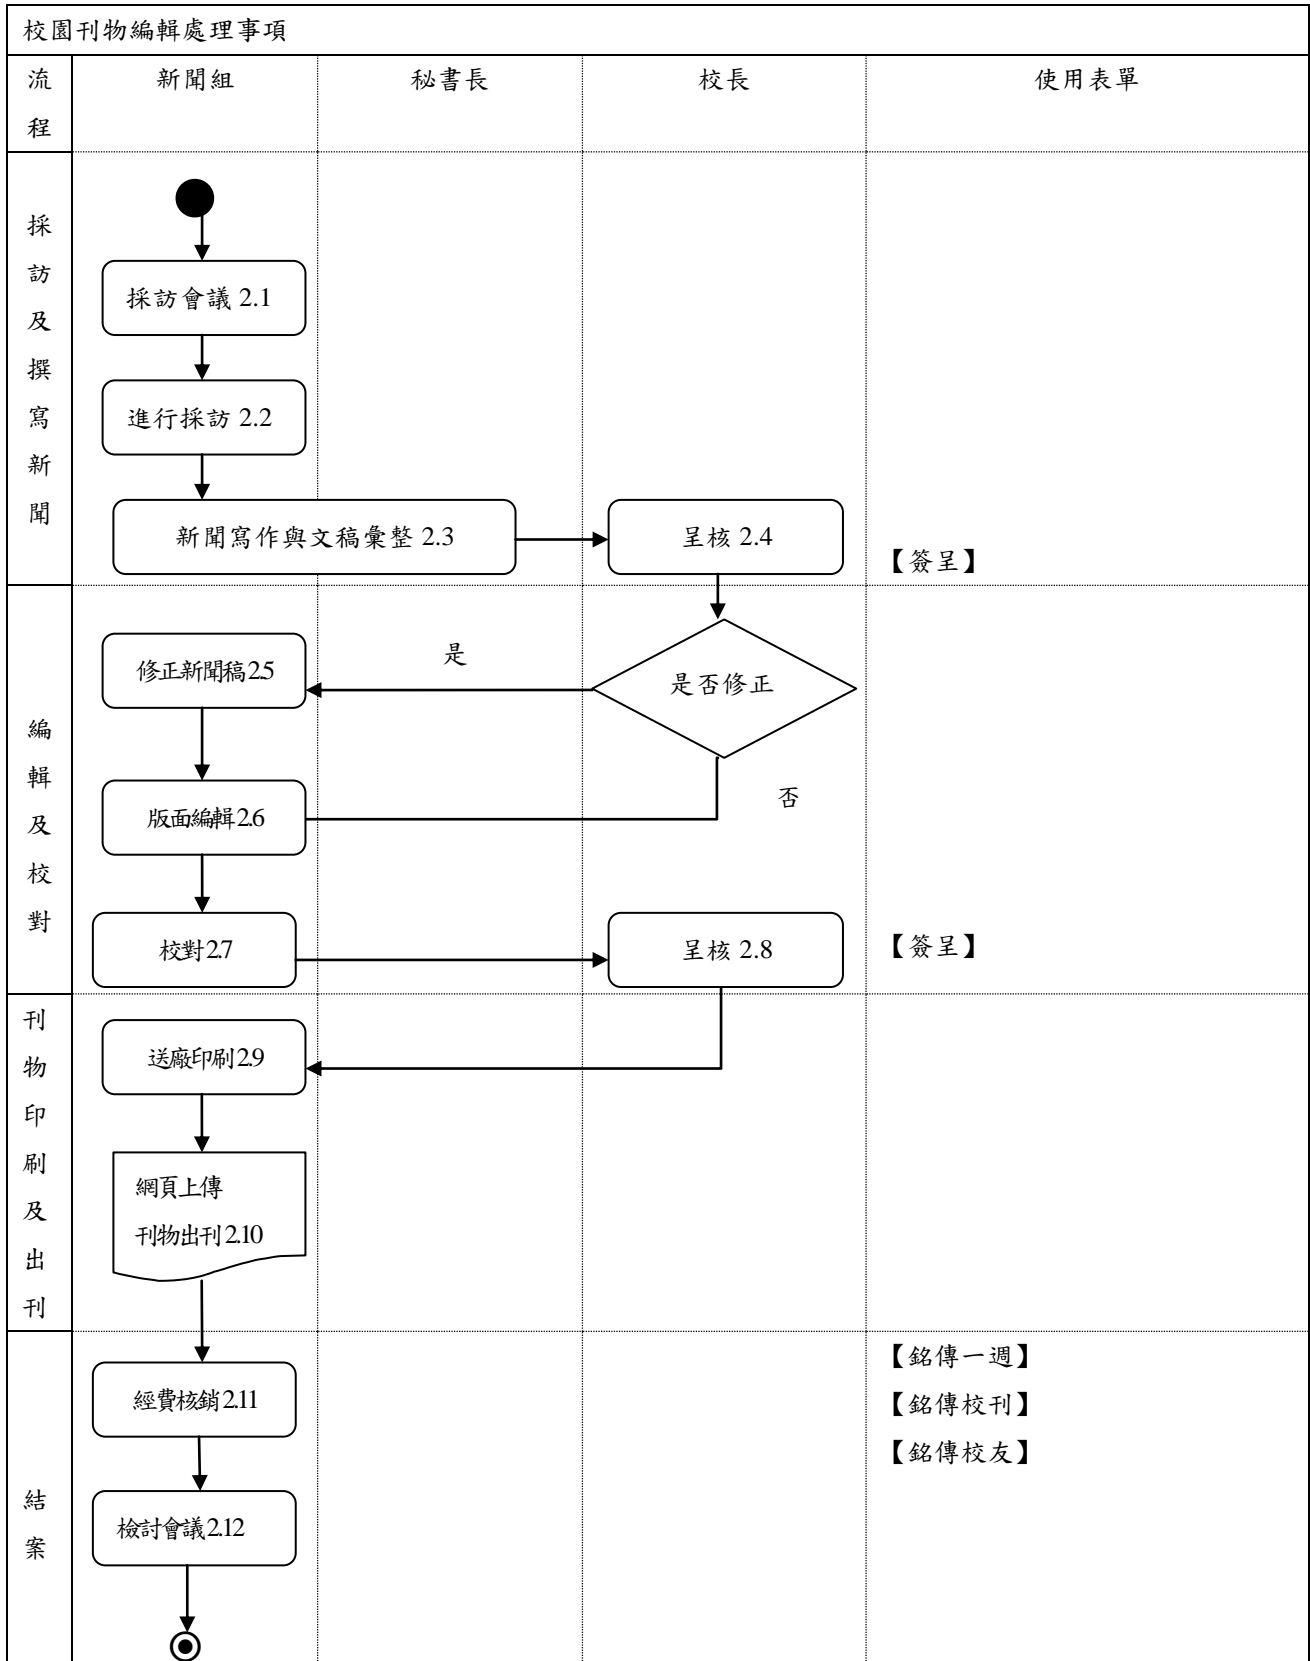 校園刊物編輯處理事項
流程
新聞組
秘書長
校長
使用表單
採訪及撰寫新聞
採訪會議 2.1
進行採訪 2.2
新聞寫作與文稿彙整 2.3
呈核 2.4
【簽呈】
編輯及校對
修正新聞稿2.5
是
是否修正
版面編輯2.6
否
校對2.7
呈核 2.8
【簽呈】
刊物印刷及出刊
送廠印刷2.9
網頁上傳
刊物出刊2.10
結案
經費核銷2.11
檢討會議2.12
【銘傳一週】
【銘傳校刊】
【銘傳校友】